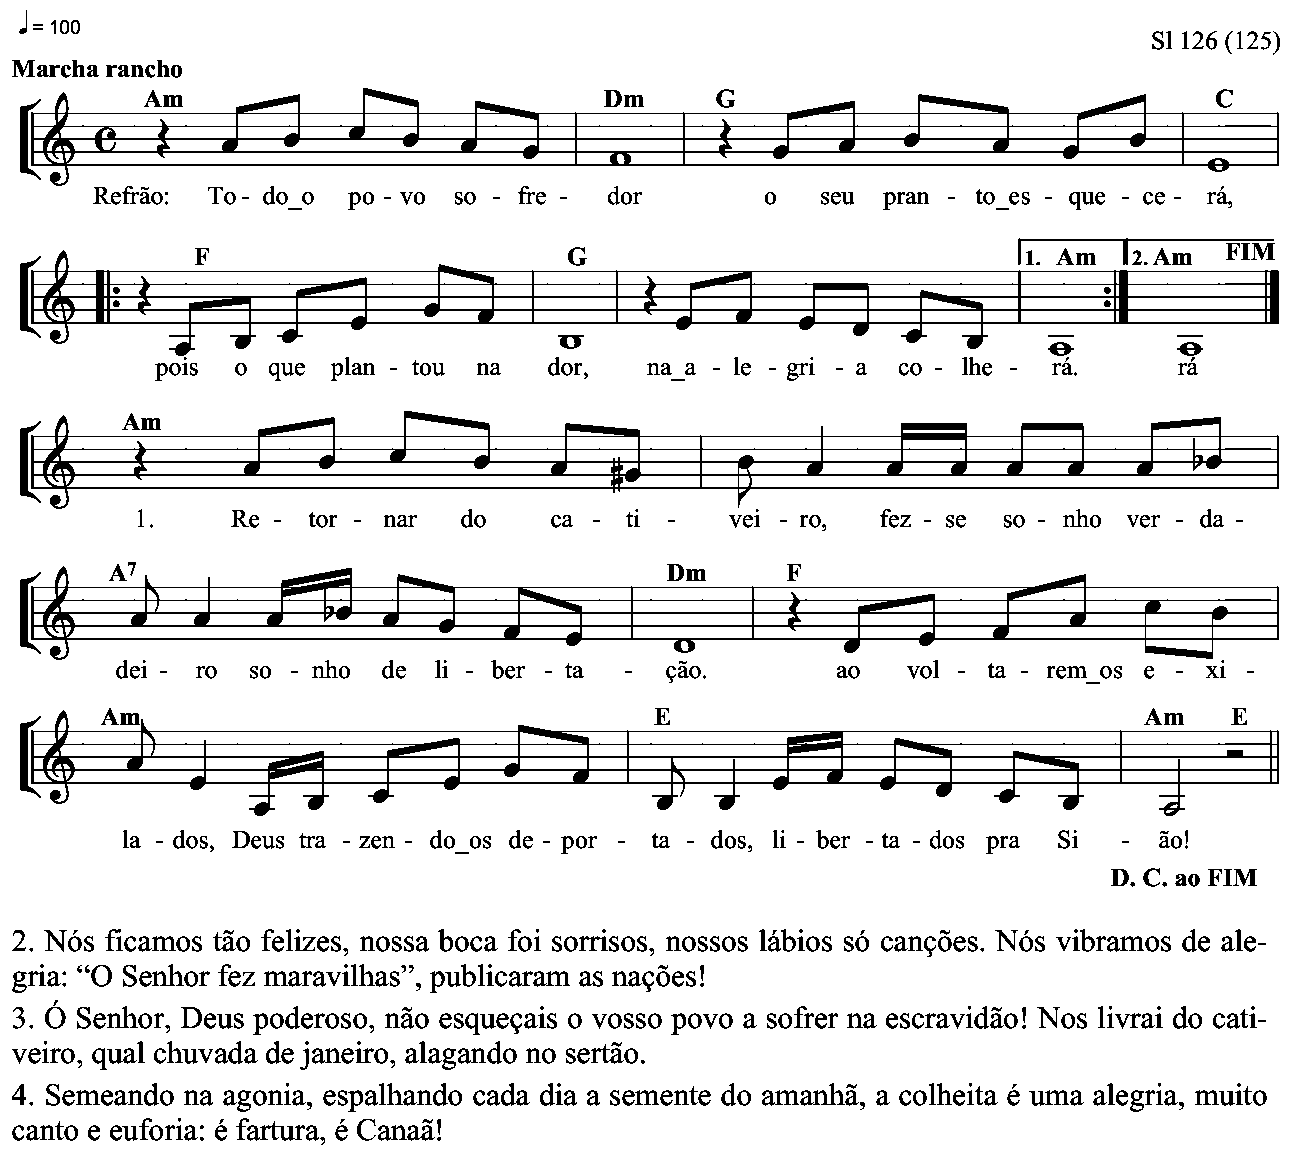 ♩ = 100
Sl 126 (125)
Marcha rancho
Am Dm G C
Refrão: To - do_o po - vo so - fre - dor o seu pran - to_es - que - ce - rá,
F G 1. Am 2. Am FIM
pois o que plan - tou na dor, na_a - le - gri - a co - lhe - rá. rá
Am
1. Re - tor - nar do ca - ti - vei - ro, fez - se so - nho ver - da -
A7 Dm F
dei - ro so - nho de li - ber - ta - ção. ao vol - ta - rem_os e - xi -
Am E Am E
la - dos, Deus tra - zen - do_os de - por - ta - dos, li - ber - ta - dos pra Si - ão!
D. C. ao FIM
2. Nós ficamos tão felizes, nossa boca foi sorrisos, nossos lábios só canções. Nós vibramos de ale-
gria: “O Senhor fez maravilhas”, publicaram as nações!
3. Ó Senhor, Deus poderoso, não esqueçais o vosso povo a sofrer na escravidão! Nos livrai do cati-
veiro, qual chuvada de janeiro, alagando no sertão.
4. Semeando na agonia, espalhando cada dia a semente do amanhã, a colheita é uma alegria, muito
canto e euforia: é fartura, é Canaã!